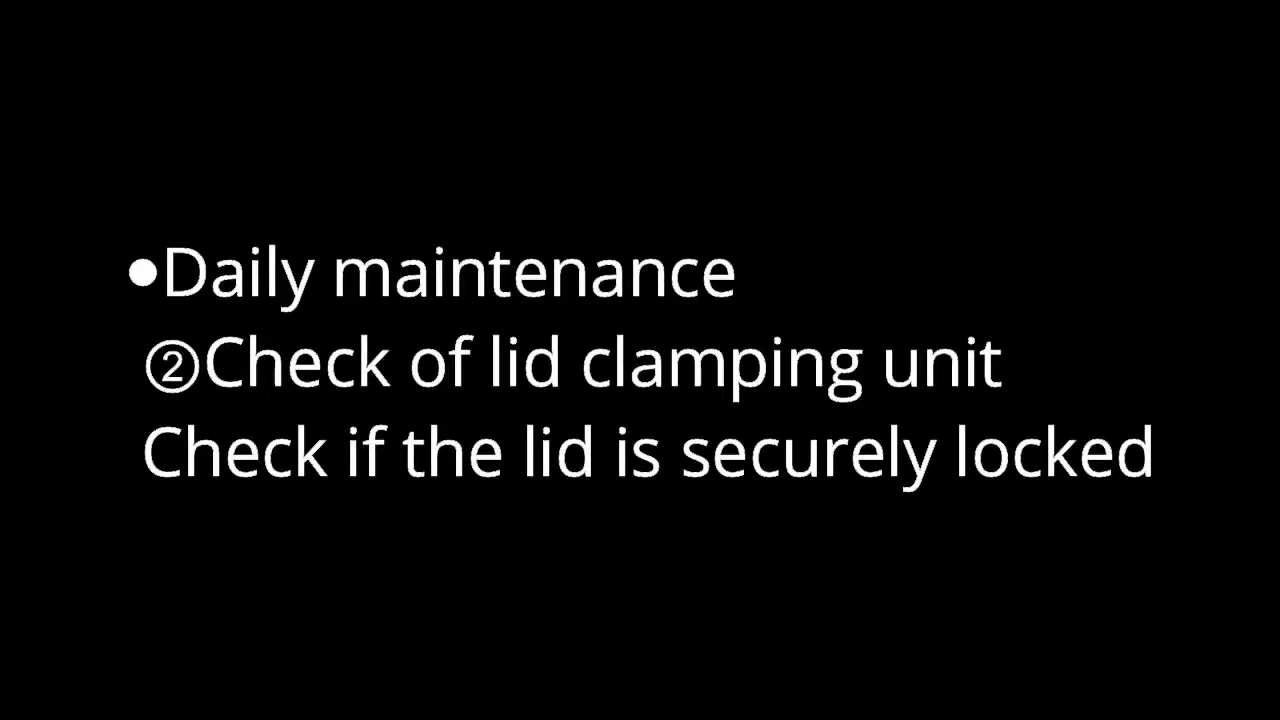 ●Daily maintenance
②Check of lid clamping unit
Check if the lid is securely locked